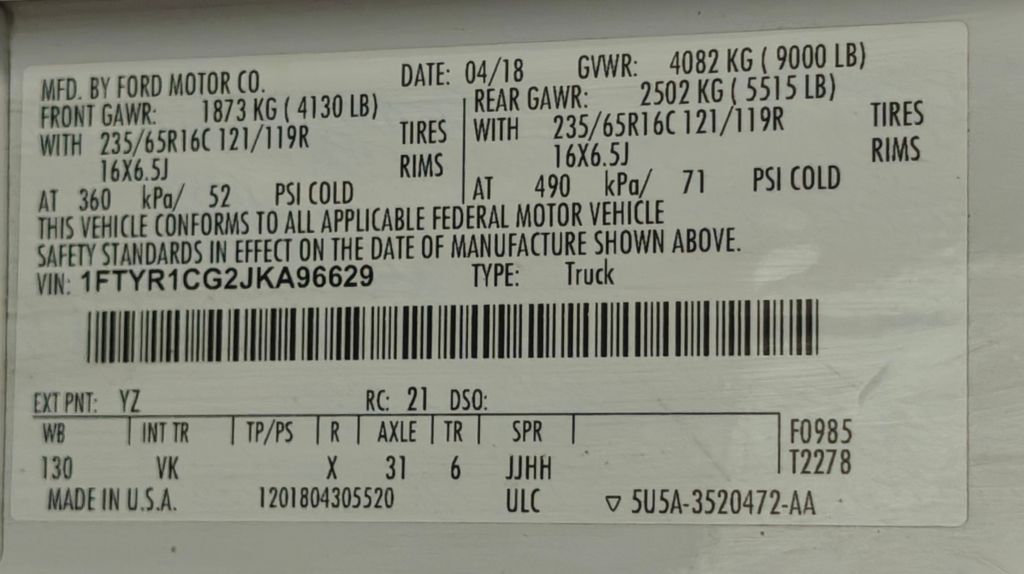 MFD. BY FORD MOTOR CO. DATE: 04/18 GVWR: 4082 KG ( 9000 LB)
FRONT GAWR: 1873 KG ( 4130 LB) REAR GAWR: 2502 KG ( 5515 LB)
WITH 235/65R16C 121/119R TIRES WITH 235/65R16C 121/119R TIRES
16X6.5J RIMS 16X6.5J RIMS
AT 360 kPa/ 52 PSI COLD AT 490 kPa/ 71 PSI COLD
THIS VEHICLE CONFORMS TO ALL APPLICABLE FEDERAL MOTOR VEHICLE
SAFETY STANDARDS IN EFFECT ON THE DATE OF MANUFACTURE SHOWN ABOVE.
VIN: 1FTYR1CG2JKA96629 TYPE: Truck
EXT PNT: YZ RC: 21 DSO:
WB INT TR TP/PS R AXLE TR SPR F0985
130 VK X 31 6 JJHH T2278
MADE IN U.S.A. 1201804305520 ULC ▽ 5U5A-3520472-AA